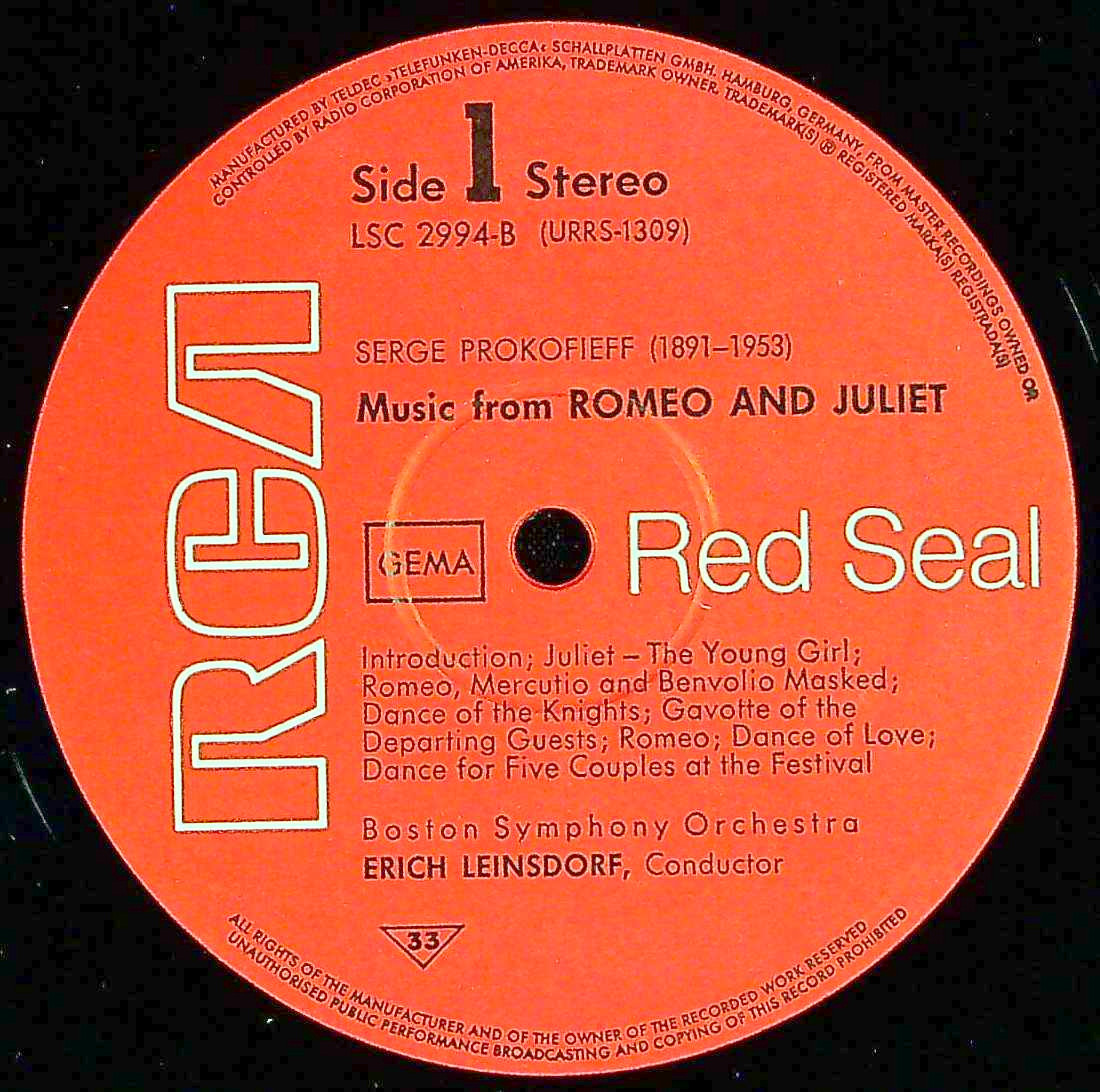 MANUFACTURED BY TELDEC »TELEFUNKEN-DECCA« SCHALLPLATTEN GMBH. HAMBURG, GERMANY, FROM MASTER RECORDINGS OWNED OR
CONTROLLED BY RADIO CORPORATION OF AMERIKA, TRADEMARK OWNER. TRADEMARK(S) ® REGISTERED MARKA(S) REGISTRADA(S)
Side 1 Stereo
LSC 2994-B (URRS-1309)
RCA
SERGE PROKOFIEFF (1891–1953)
Music from ROMEO AND JULIET
GEMA
Red Seal
Introduction; Juliet – The Young Girl;
Romeo, Mercutio and Benvolio Masked;
Dance of the Knights; Gavotte of the
Departing Guests; Romeo; Dance of Love;
Dance for Five Couples at the Festival
Boston Symphony Orchestra
ERICH LEINSDORF, Conductor
33
ALL RIGHTS OF THE MANUFACTURER AND OF THE OWNER OF THE RECORDED WORK RESERVED
UNAUTHORISED PUBLIC PERFORMANCE BROADCASTING AND COPYING OF THIS RECORD PROHIBITED